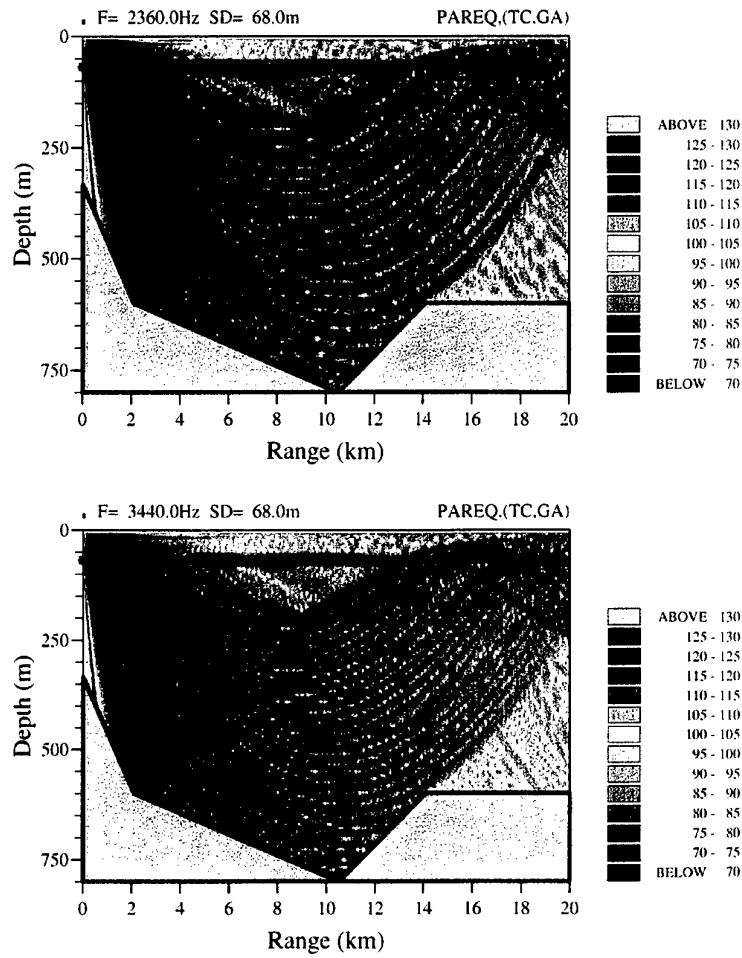 F= 2360.0Hz SD= 68.0m PAREQ.(TC.GA)
0
250
500
750
Depth (m)
0 2 4 6 8 10 12 14 16 18 20
Range (km)
ABOVE 130
125 - 130
120 - 125
115 - 120
110 - 115
105 - 110
100 - 105
95 - 100
90 - 95
85 - 90
80 - 85
75 - 80
70 - 75
BELOW 70
F= 3440.0Hz SD= 68.0m PAREQ.(TC.GA)
0
250
500
750
Depth (m)
0 2 4 6 8 10 12 14 16 18 20
Range (km)
ABOVE 130
125 - 130
120 - 125
115 - 120
110 - 115
105 - 110
100 - 105
95 - 100
90 - 95
85 - 90
80 - 85
75 - 80
70 - 75
BELOW 70